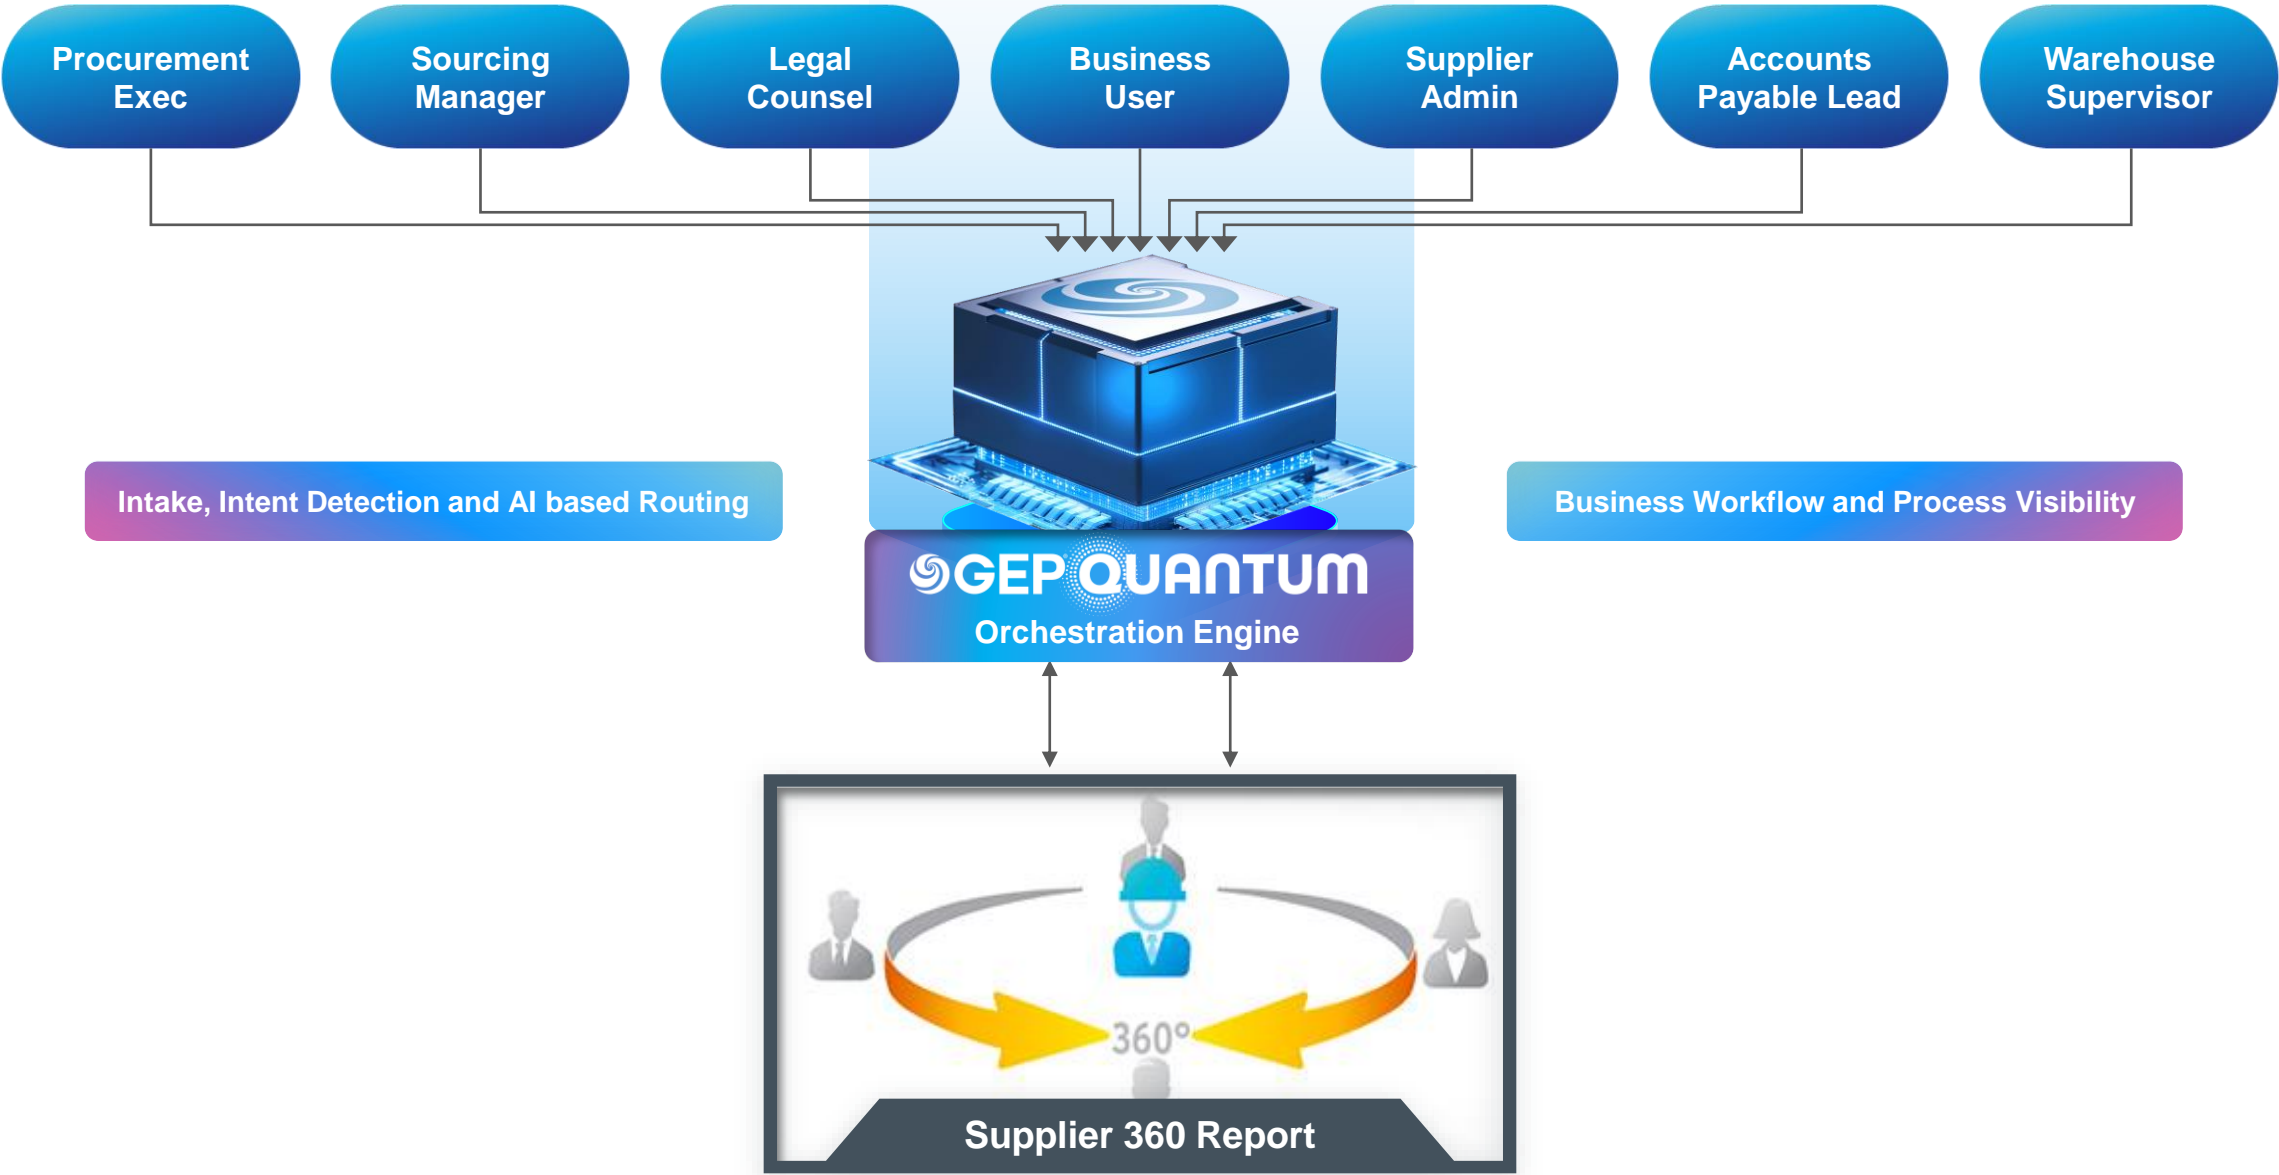 Procurement
Exec
Sourcing
Manager
Legal
Counsel
Business
User
Supplier
Admin
Accounts
Payable Lead
Warehouse
Supervisor
Intake, Intent Detection and AI based Routing
Business Workflow and Process Visibility
GEP QUANTUM
Orchestration Engine
360°
Supplier 360 Report